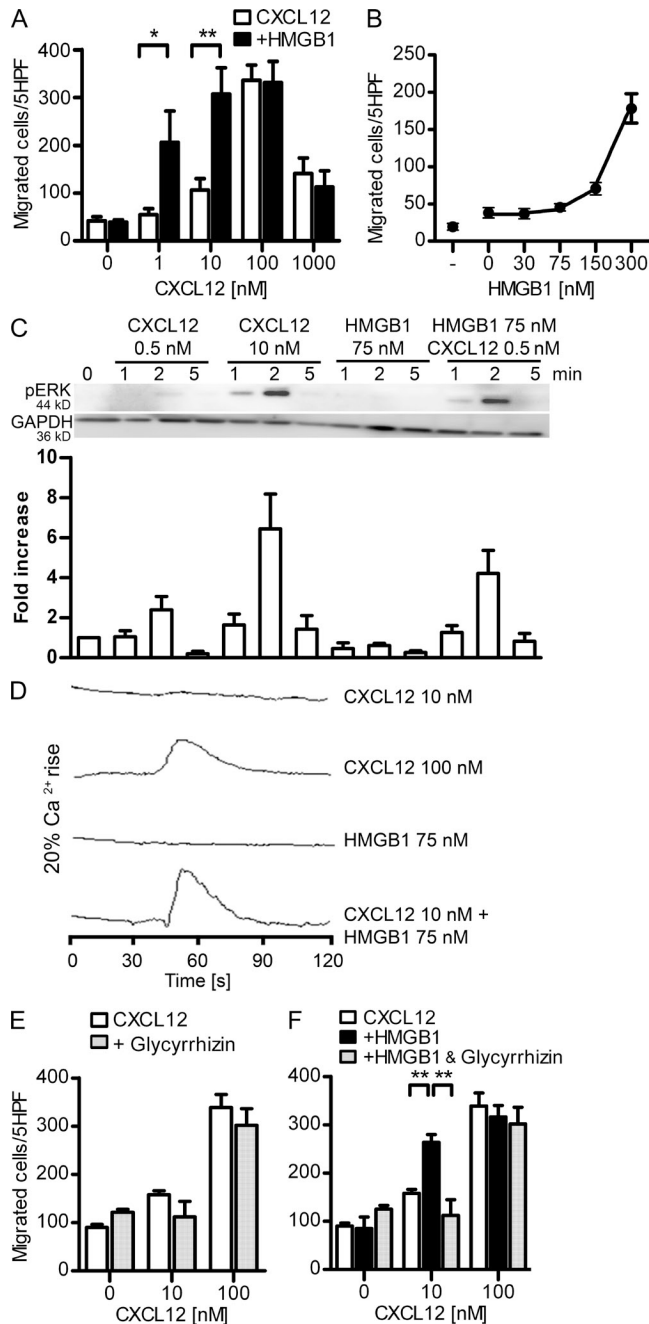 A
CXCL12
+HMGB1
* **
Migrated cells/5HPF
400
300
200
100
0
0 1 10 100 1000
CXCL12 [nM]
B
Migrated cells/5HPF
250
200
150
100
50
0
- 0 30 75 150 300
HMGB1 [nM]
C
CXCL12 CXCL12 HMGB1 HMGB1 75 nM
0.5 nM 10 nM 75 nM CXCL12 0.5 nM
0 1 2 5 1 2 5 1 2 5 1 2 5 min
pERK
44 kD
GAPDH
36 kD
Fold increase
10
8
6
4
2
0
D
20% Ca 2+ rise
CXCL12 10 nM
CXCL12 100 nM
HMGB1 75 nM
CXCL12 10 nM +
HMGB1 75 nM
0 30 60 90 120
Time [s]
E
CXCL12
+ Glycyrrhizin
Migrated cells/5HPF
400
300
200
100
0
0 10 100
CXCL12 [nM]
F
CXCL12
+HMGB1
+HMGB1 & Glycyrrhizin
** **
400
300
200
100
0
0 10 100
CXCL12 [nM]